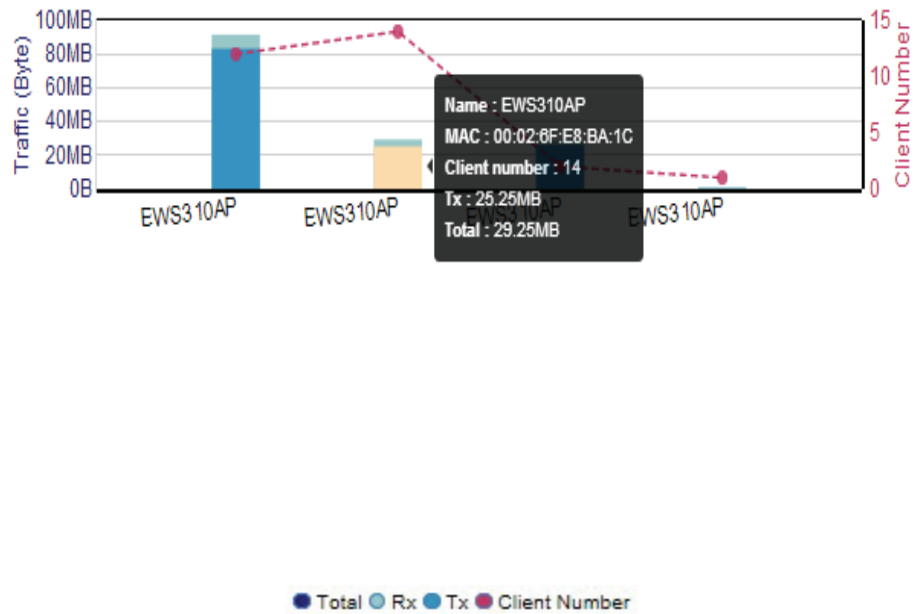 100MB
80MB
60MB
40MB
20MB
0B
Traffic (Byte)
15
10
5
0
Client Number
Name : EWS310AP
MAC : 00:02:6F:E8:BA:1C
Client number : 14
Tx : 25.25MB
Total : 29.25MB
EWS310AP
EWS310AP
EWS310AP
EWS310AP
Total Rx Tx Client Number